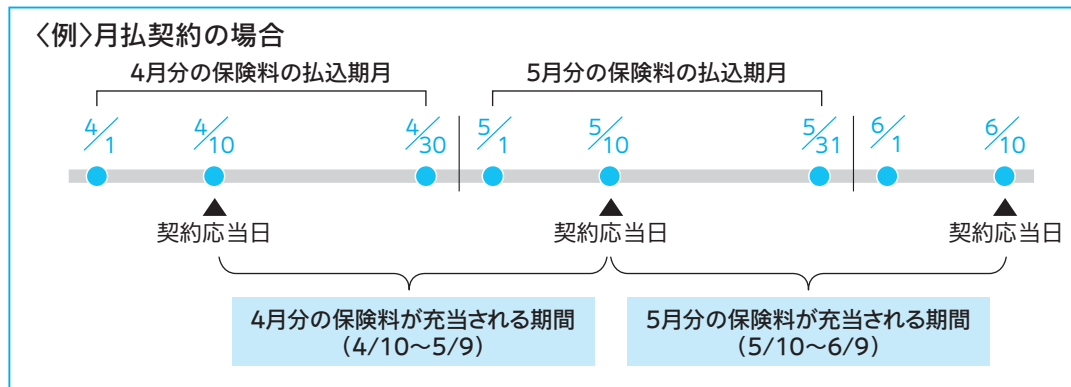 〈例〉月払契約の場合
4月分の保険料の払込期月
5月分の保険料の払込期月
4/1
4/10
4/30
5/1
5/10
5/31
6/1
6/10
契約応当日
契約応当日
契約応当日
4月分の保険料が充当される期間
(4/10~5/9)
5月分の保険料が充当される期間
(5/10~6/9)